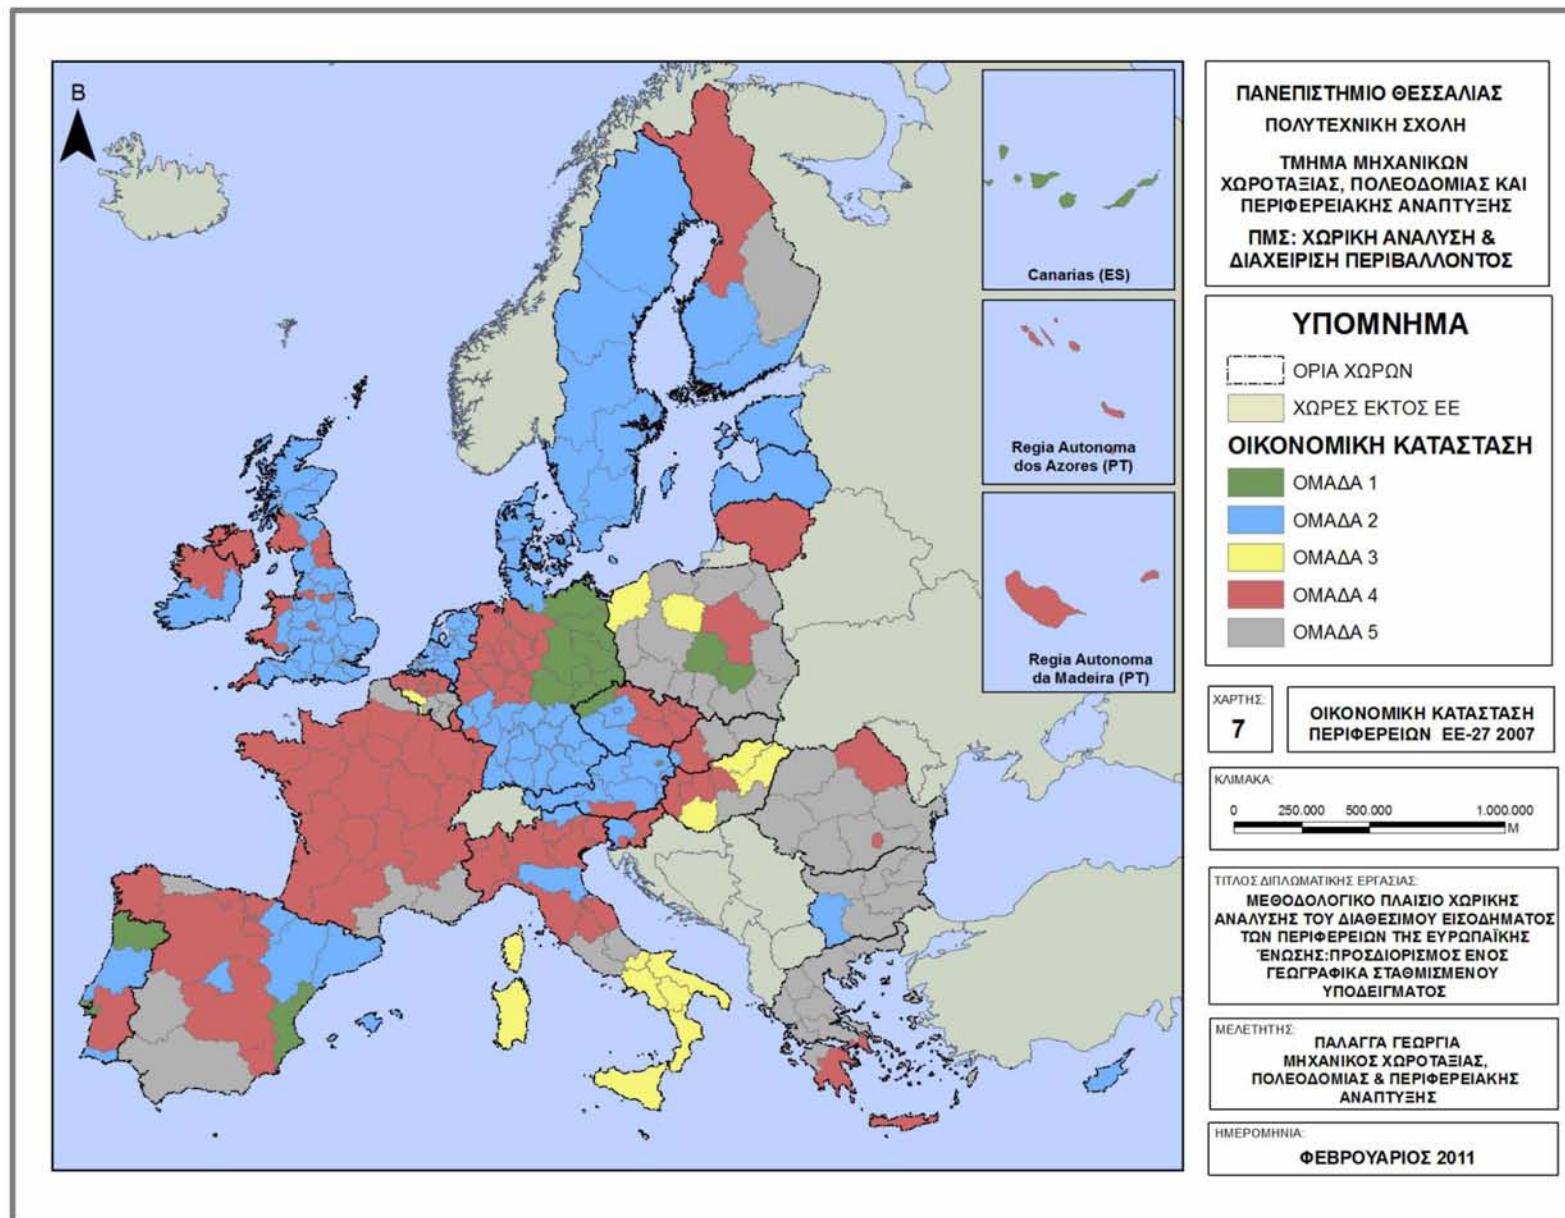 B
Canarias (ES)
Regia Autonoma
dos Azores (PT)
Regia Autonoma
da Madeira (PT)
ΠΑΝΕΠΙΣΤΗΜΙΟ ΘΕΣΣΑΛΙΑΣ
ΠΟΛΥΤΕΧΝΙΚΗ ΣΧΟΛΗ
ΤΜΗΜΑ ΜΗΧΑΝΙΚΩΝ
ΧΩΡΟΤΑΞΙΑΣ, ΠΟΛΕΟΔΟΜΙΑΣ ΚΑΙ
ΠΕΡΙΦΕΡΕΙΑΚΗΣ ΑΝΑΠΤΥΞΗΣ
ΠΜΣ: ΧΩΡΙΚΗ ΑΝΑΛΥΣΗ &
ΔΙΑΧΕΙΡΙΣΗ ΠΕΡΙΒΑΛΛΟΝΤΟΣ
ΥΠΟΜΝΗΜΑ
ΟΡΙΑ ΧΩΡΩΝ
ΧΩΡΕΣ ΕΚΤΟΣ ΕΕ
ΟΙΚΟΝΟΜΙΚΗ ΚΑΤΑΣΤΑΣΗ
ΟΜΑΔΑ 1
ΟΜΑΔΑ 2
ΟΜΑΔΑ 3
ΟΜΑΔΑ 4
ΟΜΑΔΑ 5
ΧΑΡΤΗΣ:
7
ΟΙΚΟΝΟΜΙΚΗ ΚΑΤΑΣΤΑΣΗ
ΠΕΡΙΦΕΡΕΙΩΝ ΕΕ-27 2007
ΚΛΙΜΑΚΑ:
0 250.000 500.000 1.000.000
M
ΤΙΤΛΟΣ ΔΙΠΛΩΜΑΤΙΚΗΣ ΕΡΓΑΣΙΑΣ:
ΜΕΘΟΔΟΛΟΓΙΚΟ ΠΛΑΙΣΙΟ ΧΩΡΙΚΗΣ
ΑΝΑΛΥΣΗΣ ΤΟΥ ΔΙΑΘΕΣΙΜΟΥ ΕΙΣΟΔΗΜΑΤΟΣ
ΤΩΝ ΠΕΡΙΦΕΡΕΙΩΝ ΤΗΣ ΕΥΡΩΠΑΪΚΗΣ
ΈΝΩΣΗΣ:ΠΡΟΣΔΙΟΡΙΣΜΟΣ ΕΝΟΣ
ΓΕΩΓΡΑΦΙΚΑ ΣΤΑΘΜΙΣΜΕΝΟΥ
ΥΠΟΔΕΙΓΜΑΤΟΣ
ΜΕΛΕΤΗΤΗΣ:
ΠΑΛΑΓΓΑ ΓΕΩΡΓΙΑ
ΜΗΧΑΝΙΚΟΣ ΧΩΡΟΤΑΞΙΑΣ,
ΠΟΛΕΟΔΟΜΙΑΣ & ΠΕΡΙΦΕΡΕΙΑΚΗΣ
ΑΝΑΠΤΥΞΗΣ
ΗΜΕΡΟΜΗΝΙΑ:
ΦΕΒΡΟΥΑΡΙΟΣ 2011